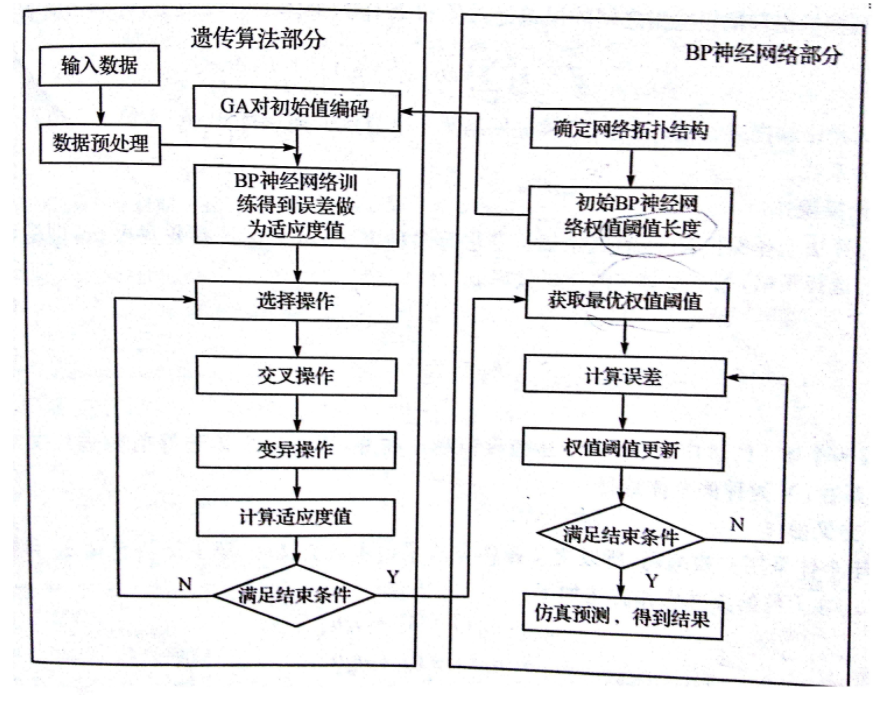 遗传算法部分
输入数据
数据预处理
GA对初始值编码
BP神经网络训
练得到误差做
为适应度值
选择操作
交叉操作
变异操作
计算适应度值
满足结束条件
N
Y
BP神经网络部分
确定网络拓扑结构
初始BP神经网
络权值阈值长度
获取最优权值阈值
计算误差
权值阈值更新
满足结束条件
N
Y
仿真预测、得到结果